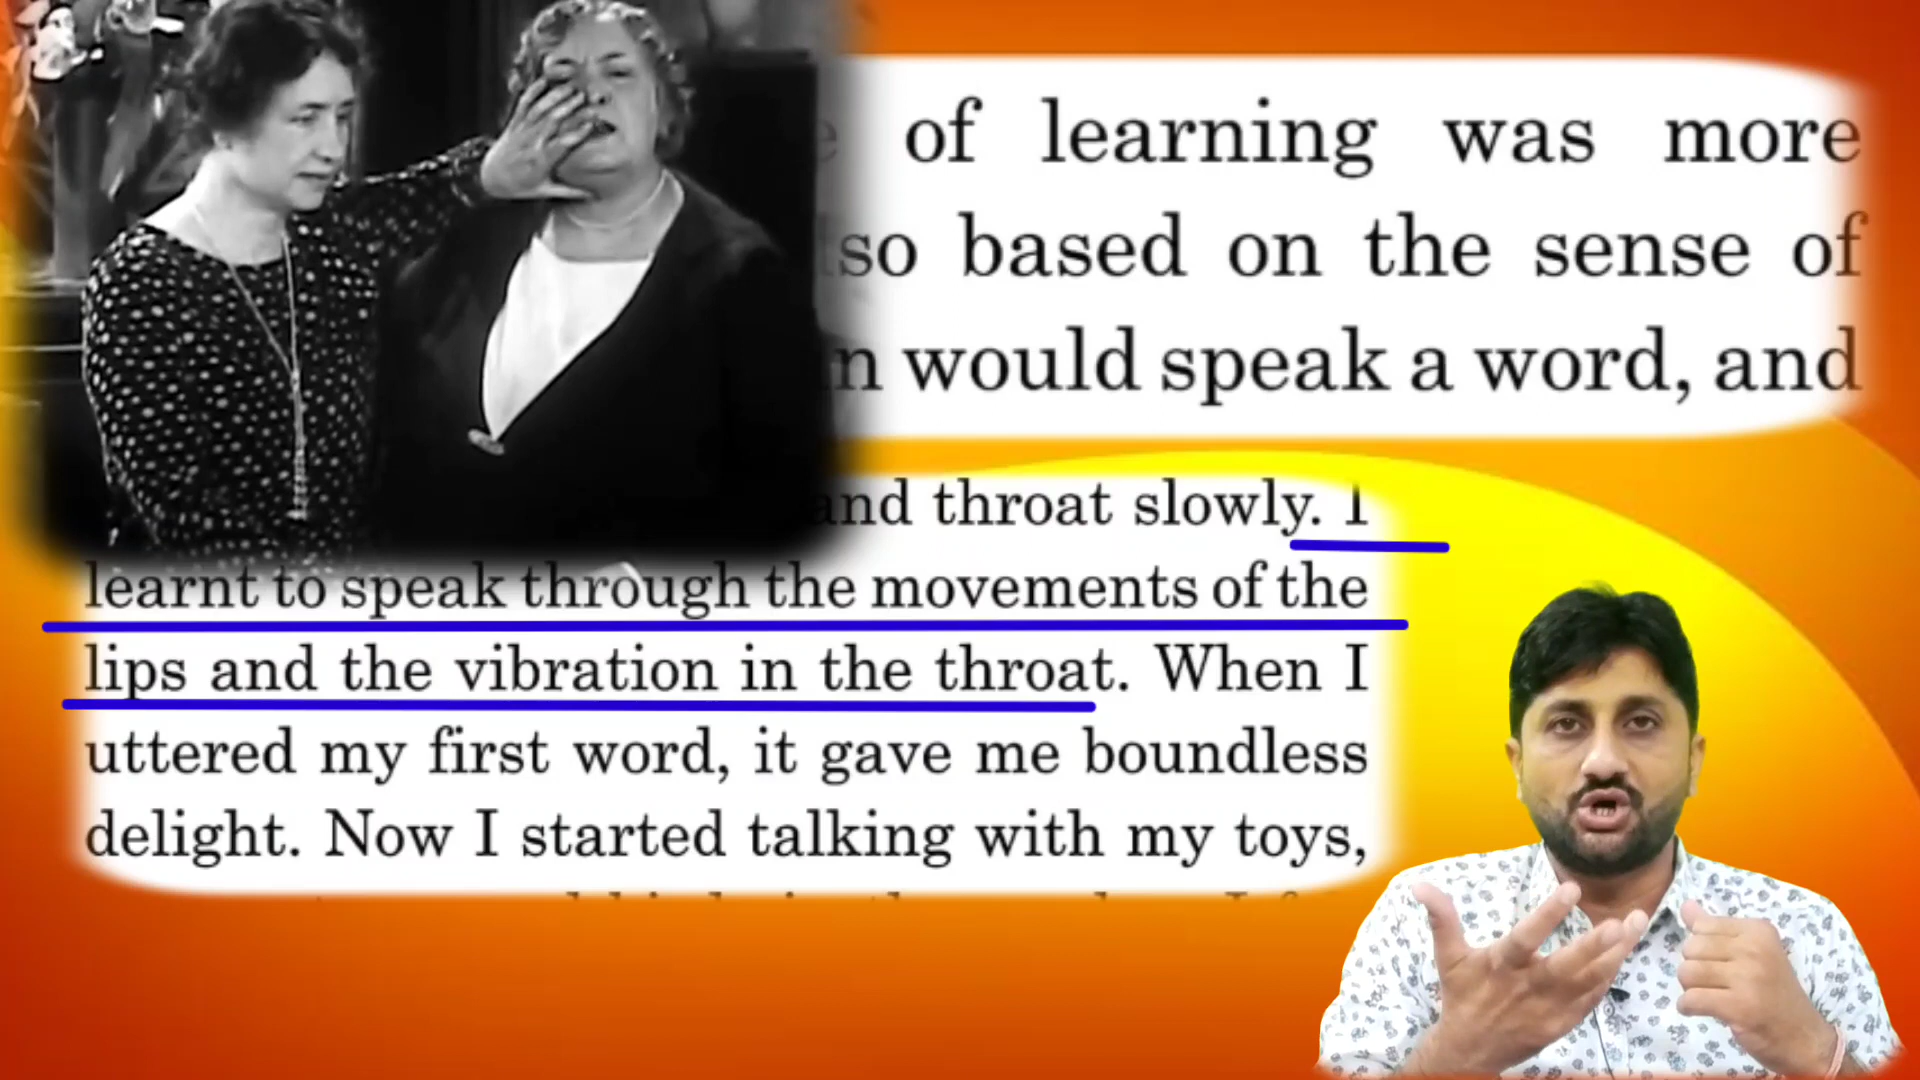 of learning was more
based on the sense of
would speak a word, and
and throat slowly. I
learnt to speak through the movements of the
lips and the vibration in the throat. When I
uttered my first word, it gave me boundless
delight. Now I started talking with my toys,